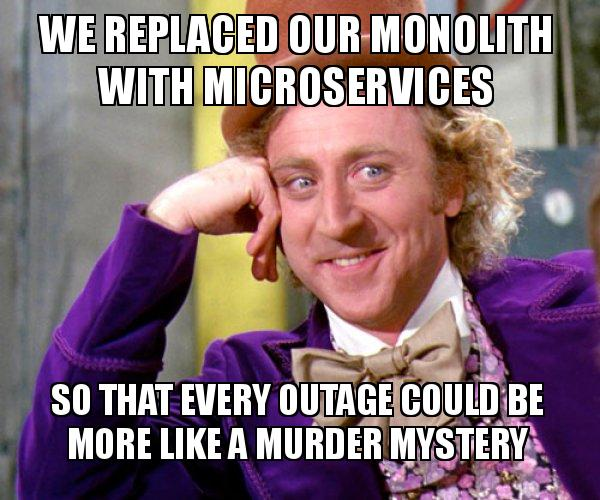 WE REPLACED OUR MONOLITH
WITH MICROSERVICES
SO THAT EVERY OUTAGE COULD BE
MORE LIKE A MURDER MYSTERY